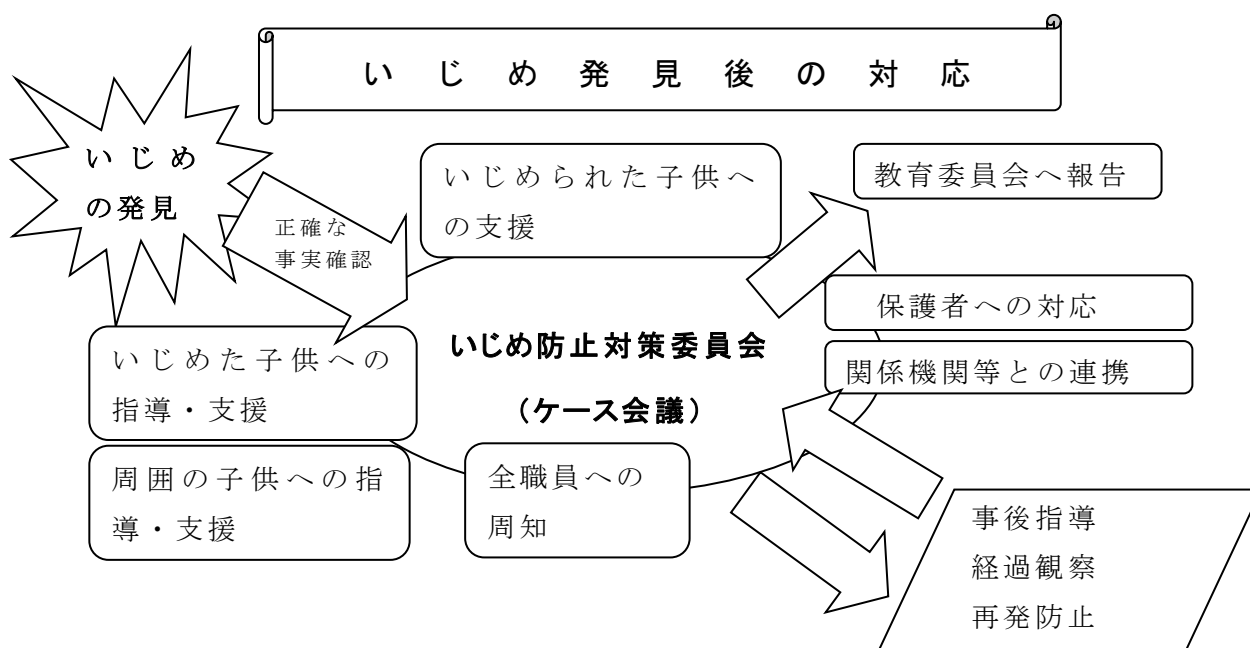 いじめ発見後の対応
いじめ
の発見
正確な
事実確認
いじめられた子供へ
の支援
教育委員会へ報告
保護者への対応
関係機関等との連携
いじめ防止対策委員会
（ケース会議）
いじめた子供への
指導・支援
周囲の子供への指
導・支援
全職員への
周知
事後指導
経過観察
再発防止